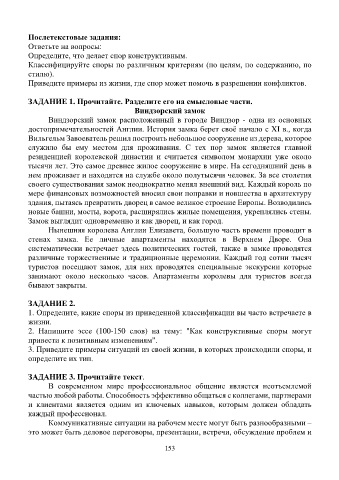 Послетекстовые задания:
Ответьте на вопросы:
Определите, что делает спор конструктивным.
Классифицируйте споры по различным критериям (по целям, по содержанию, по
стилю).
Приведите примеры из жизни, где спор может помочь в разрешении конфликтов.
ЗАДАНИЕ 1. Прочитайте. Разделите его на смысловые части.
Виндзорский замок
Виндзорский замок расположенный в городе Виндзор - одна из основных
достопримечательностей Англии. История замка берет своё начало с XI в., когда
Вильгельм Завоеватель решил построить небольшое сооружение из дерева, которое
служило бы ему местом для проживания. С тех пор замок является главной
резиденцией королевской династии и считается символом монархии уже около
тысячи лет. Это самое древнее жилое сооружение в мире. На сегодняшний день в
нем проживает и находится на службе около полутысячи человек. За все столетия
своего существования замок неоднократно менял внешний вид. Каждый король по
мере финансовых возможностей вносил свои поправки и новшества в архитектуру
здания, пытаясь превратить дворец в самое великое строение Европы. Возводились
новые башни, мосты, ворота, расширялись жилые помещения, укреплялись стены.
Замок выглядит одновременно и как дворец, и как город.
Нынешняя королева Англии Елизавета, большую часть времени проводит в
стенах замка. Ее личные апартаменты находятся в Верхнем Дворе. Она
систематически встречает здесь политических гостей, также в замке проводятся
различные торжественные и традиционные церемонии. Каждый год сотни тысяч
туристов посещают замок, для них проводятся специальные экскурсии которые
занимают около несколько часов. Апартаменты королевы для туристов всегда
бывают закрыты.
ЗАДАНИЕ 2.
1. Определите, какие споры из приведенной классификации вы часто встречаете в
жизни.
2. Напишите эссе (100-150 слов) на тему: "Как конструктивные споры могут
привести к позитивным изменениям".
3. Приведите примеры ситуаций из своей жизни, в которых происходили споры, и
определите их тип.
ЗАДАНИЕ 3. Прочитайте текст.
В современном мире профессиональное общение является неотъемлемой
частью любой работы. Способность эффективно общаться с коллегами, партнерами
и клиентами является одним из ключевых навыков, которым должен обладать
каждый профессионал.
Коммуникативные ситуации на рабочем месте могут быть разнообразными –
это может быть деловое переговоры, презентации, встречи, обсуждение проблем и
153